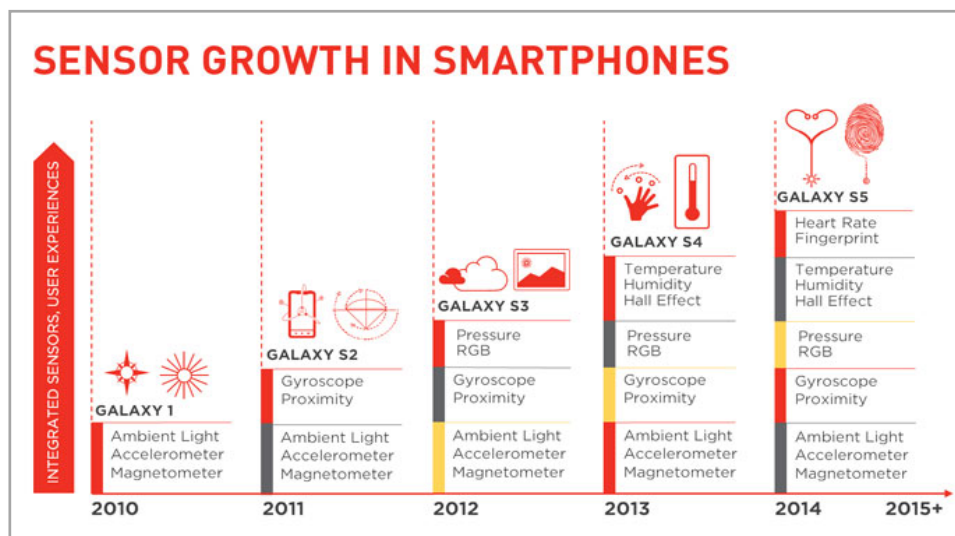 SENSOR GROWTH IN SMARTPHONES
INTEGRATED SENSORS, USER EXPERIENCES
GALAXY 1
Ambient Light
Accelerometer
Magnetometer
2010
GALAXY S2
Gyroscope
Proximity
Ambient Light
Accelerometer
Magnetometer
2011
GALAXY S3
Pressure
RGB
Gyroscope
Proximity
Ambient Light
Accelerometer
Magnetometer
2012
GALAXY S4
Temperature
Humidity
Hall Effect
Pressure
RGB
Gyroscope
Proximity
Ambient Light
Accelerometer
Magnetometer
2013
GALAXY S5
Heart Rate
Fingerprint
Temperature
Humidity
Hall Effect
Pressure
RGB
Gyroscope
Proximity
Ambient Light
Accelerometer
Magnetometer
2014
2015+